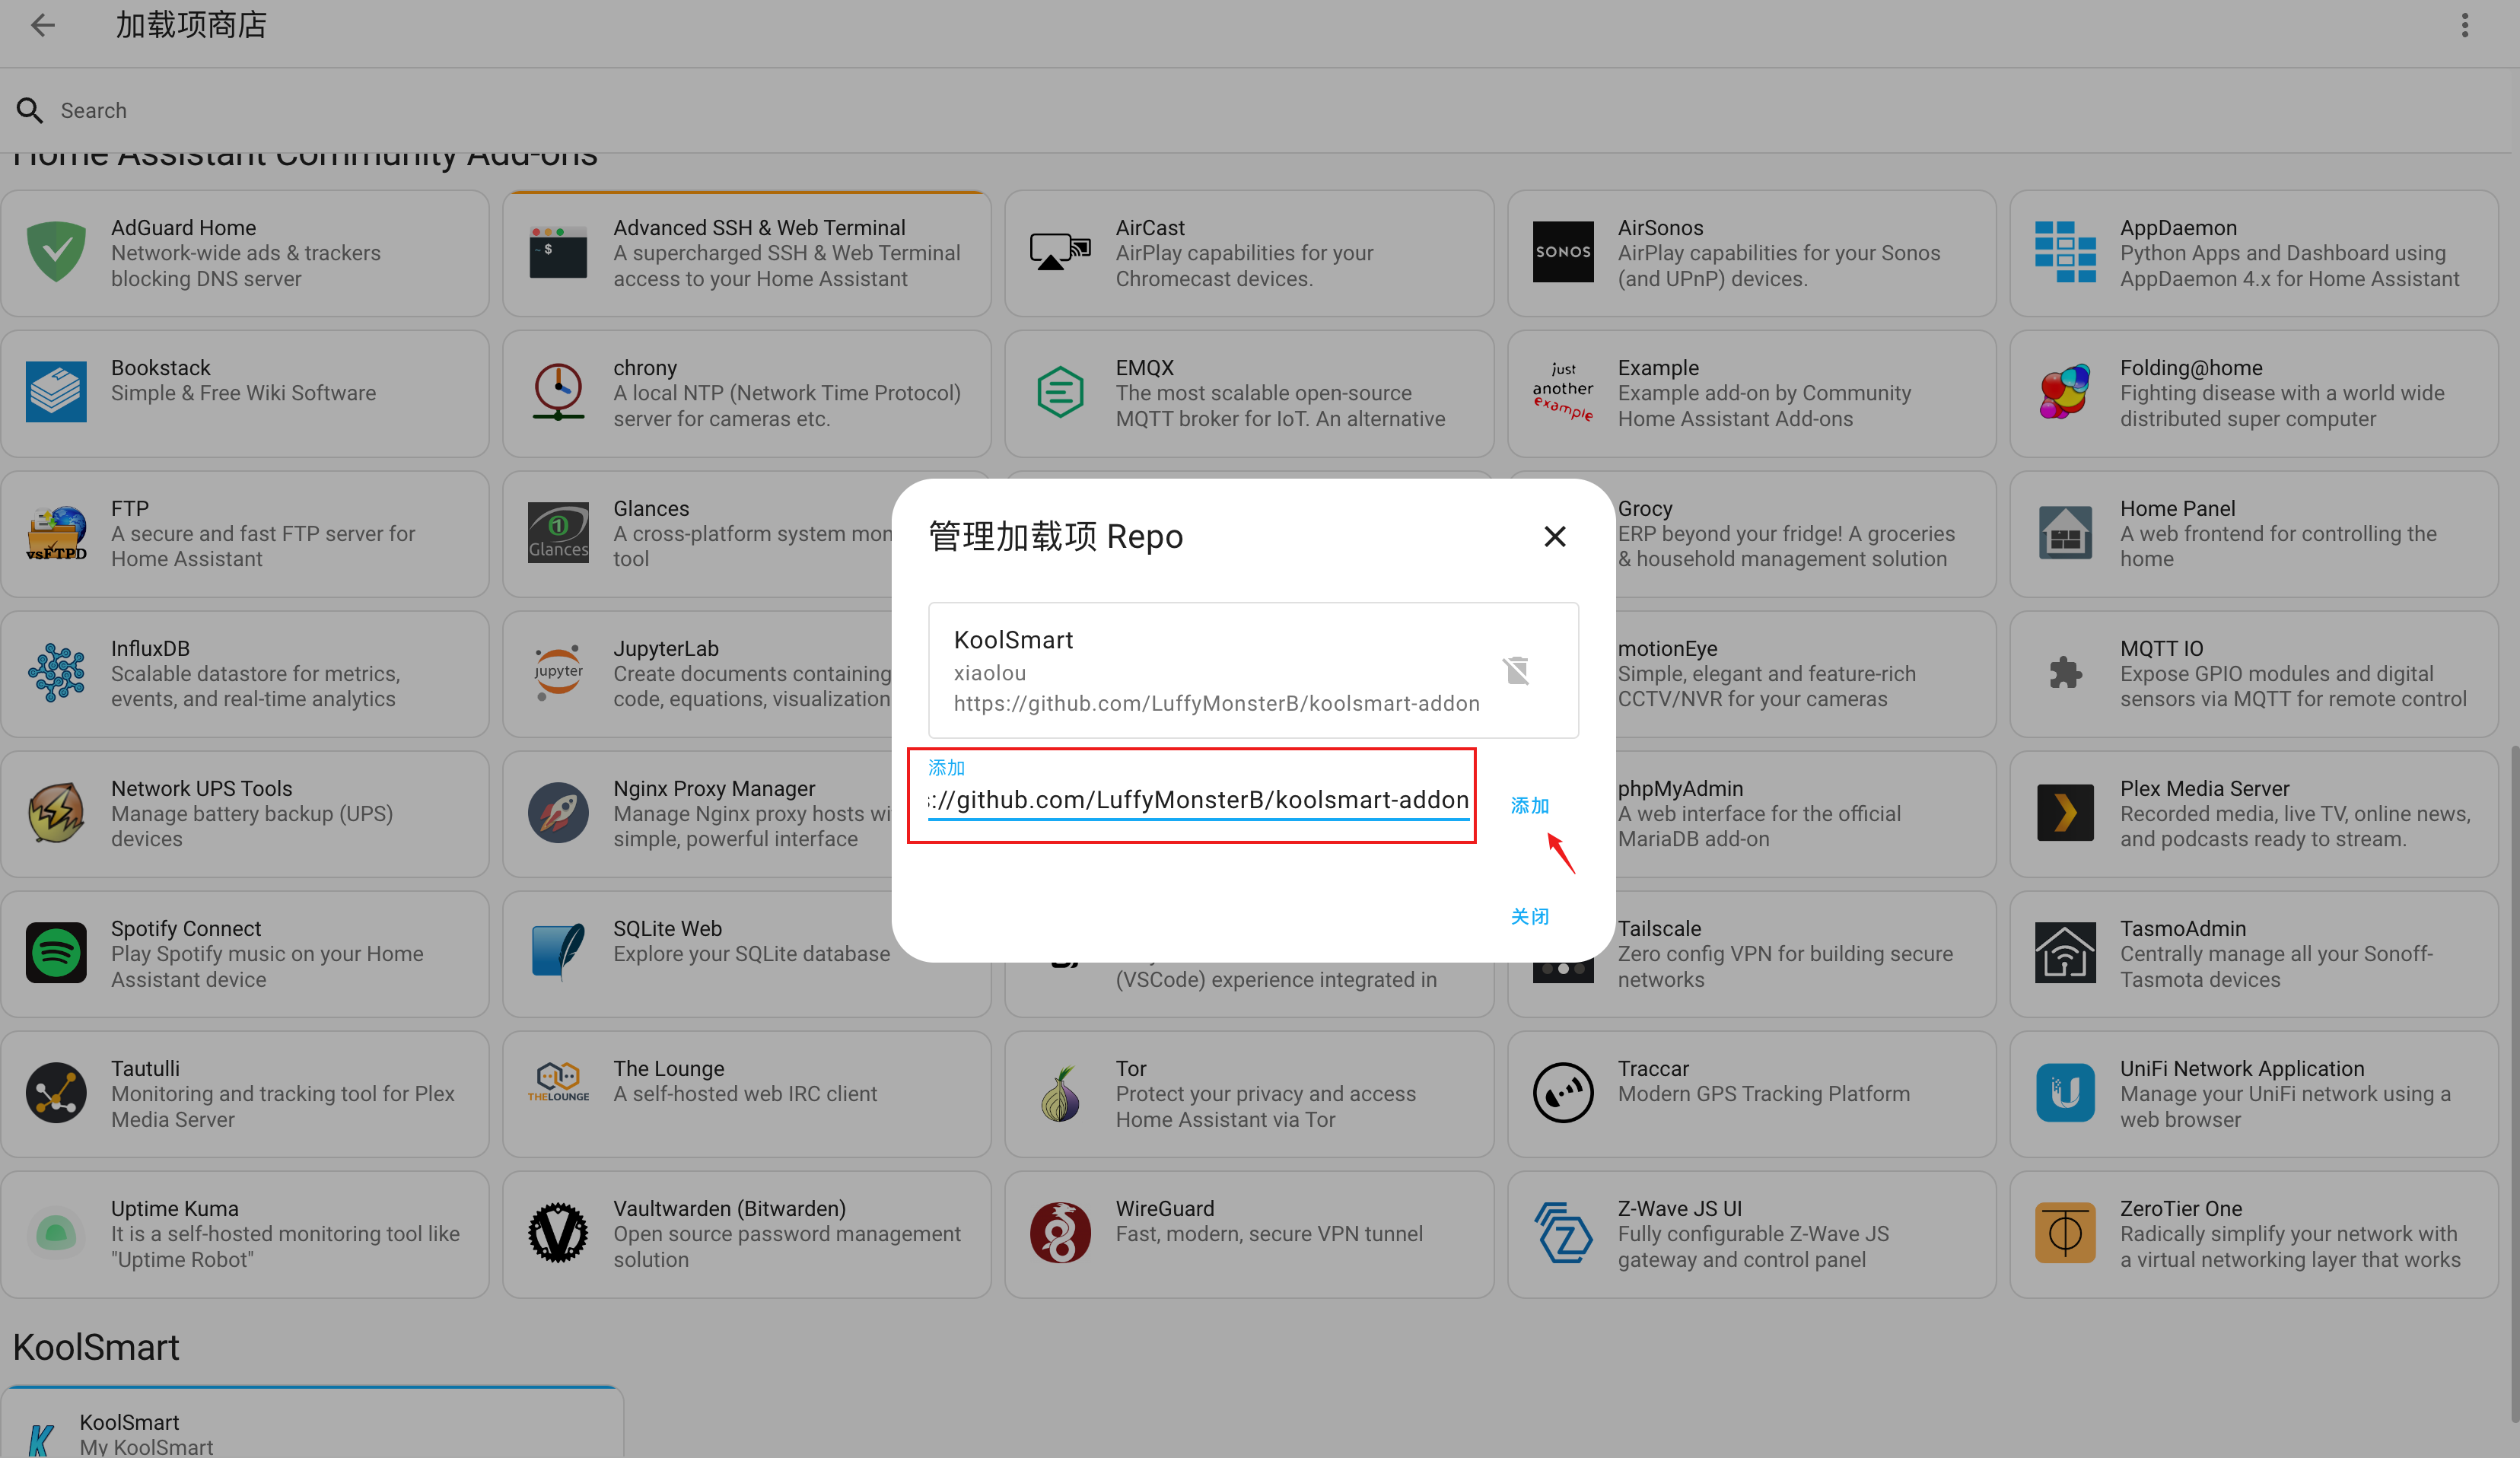 加载项商店
Search
Home Assistant Community Add-ons
AdGuard Home
Network-wide ads & trackers
blocking DNS server
~ $
Advanced SSH & Web Terminal
A supercharged SSH & Web Terminal
access to your Home Assistant
AirCast
AirPlay capabilities for your
Chromecast devices.
SONOS
AirSonos
AirPlay capabilities for your Sonos
(and UPnP) devices.
AppDaemon
Python Apps and Dashboard using
AppDaemon 4.x for Home Assistant
Bookstack
Simple & Free Wiki Software
chrony
A local NTP (Network Time Protocol)
server for cameras etc.
EMQX
The most scalable open-source
MQTT broker for IoT. An alternative
just
another
example
Example
Example add-on by Community
Home Assistant Add-ons
Folding@home
Fighting disease with a world wide
distributed super computer
vsFTPD
FTP
A secure and fast FTP server for
Home Assistant
Glances
Glances
A cross-platform system mon
tool
Grocy
ERP beyond your fridge! A groceries
& household management solution
Home Panel
A web frontend for controlling the
home
InfluxDB
Scalable datastore for metrics,
events, and real-time analytics
jupyter
JupyterLab
Create documents containing
code, equations, visualization
motionEye
Simple, elegant and feature-rich
CCTV/NVR for your cameras
MQTT IO
Expose GPIO modules and digital
sensors via MQTT for remote control
Network UPS Tools
Manage battery backup (UPS)
devices
Nginx Proxy Manager
Manage Nginx proxy hosts wi
simple, powerful interface
phpMyAdmin
A web interface for the official
MariaDB add-on
Plex Media Server
Recorded media, live TV, online news,
and podcasts ready to stream.
Spotify Connect
Play Spotify music on your Home
Assistant device
SQLite Web
Explore your SQLite database
(VSCode) experience integrated in
Tailscale
Zero config VPN for building secure
networks
TasmoAdmin
Centrally manage all your Sonoff-
Tasmota devices
Tautulli
Monitoring and tracking tool for Plex
Media Server
THELOUNGE
The Lounge
A self-hosted web IRC client
Tor
Protect your privacy and access
Home Assistant via Tor
Traccar
Modern GPS Tracking Platform
UniFi Network Application
Manage your UniFi network using a
web browser
Uptime Kuma
It is a self-hosted monitoring tool like
"Uptime Robot"
Vaultwarden (Bitwarden)
Open source password management
solution
WireGuard
Fast, modern, secure VPN tunnel
Z-Wave JS UI
Fully configurable Z-Wave JS
gateway and control panel
ZeroTier One
Radically simplify your network with
a virtual networking layer that works
KoolSmart
KoolSmart
My KoolSmart
管理加载项 Repo
KoolSmart
xiaolou
https://github.com/LuffyMonsterB/koolsmart-addon
添加
s://github.com/LuffyMonsterB/koolsmart-addon
添加
关闭